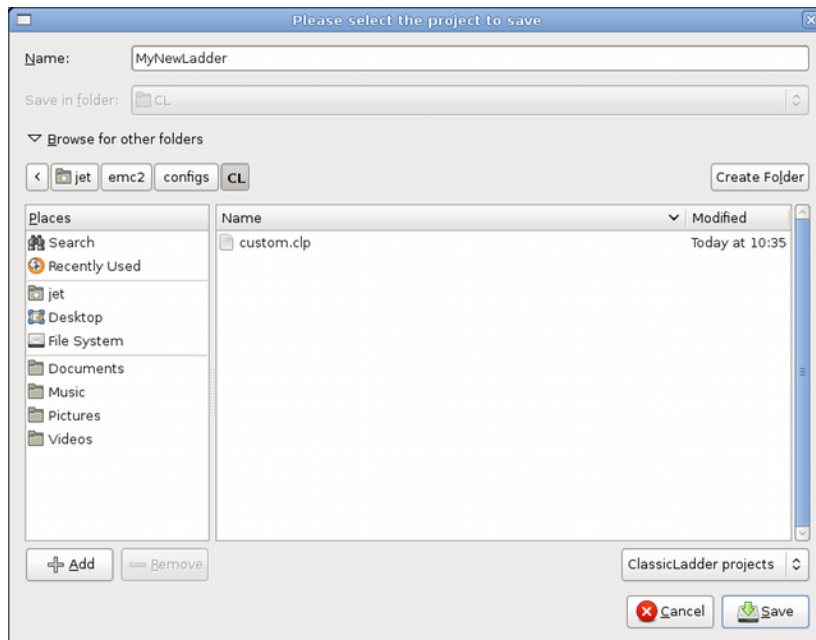 Please select the project to save
Name: MyNewLadder
Save in folder: CL
Browse for other folders
jet emc2 configs CL Create Folder
Places
Search
Recently Used
jet
Desktop
File System
Documents
Music
Pictures
Videos
Name Modified
custom.clp Today at 10:35
Add Remove ClassicLadder projects
Cancel Save